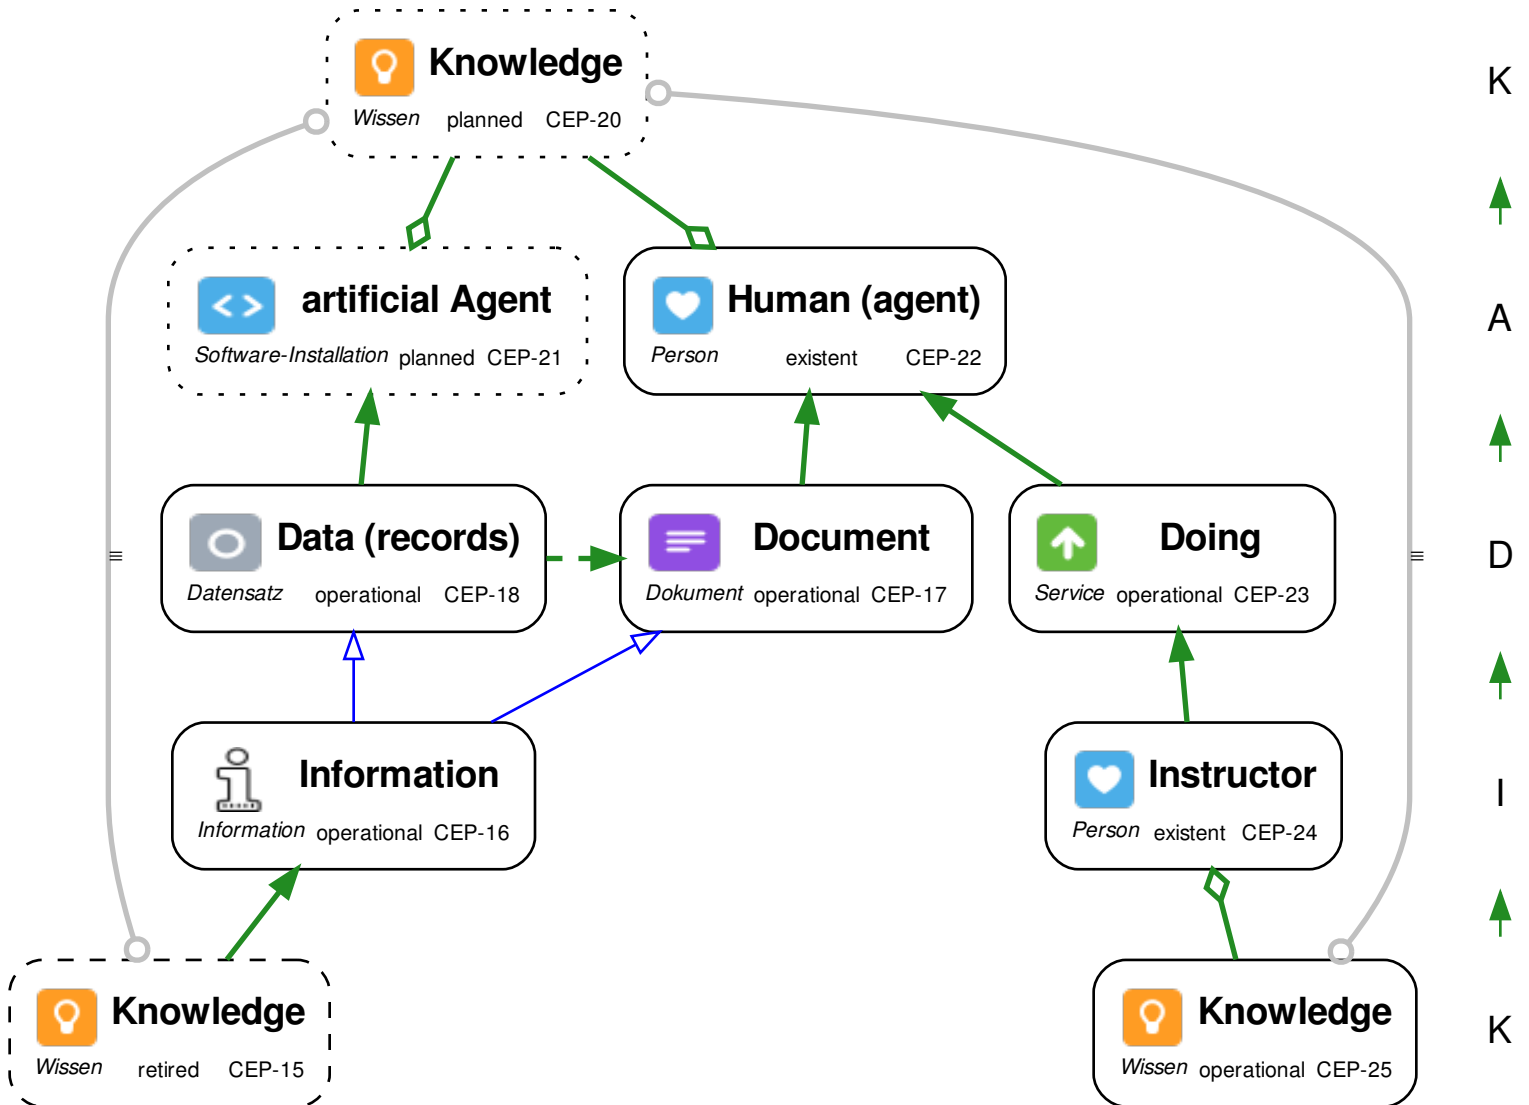 Knowledge
Wissen planned CEP-20
K
artificial Agent
Software-Installation planned CEP-21
Human (agent)
Person existent CEP-22
A
Data (records)
Datensatz operational CEP-18
Document
Dokument operational CEP-17
Doing
Service operational CEP-23
≡
≡
D
Information
Information operational CEP-16
Instructor
Person existent CEP-24
I
Knowledge
Wissen retired CEP-15
Knowledge
Wissen operational CEP-25
K